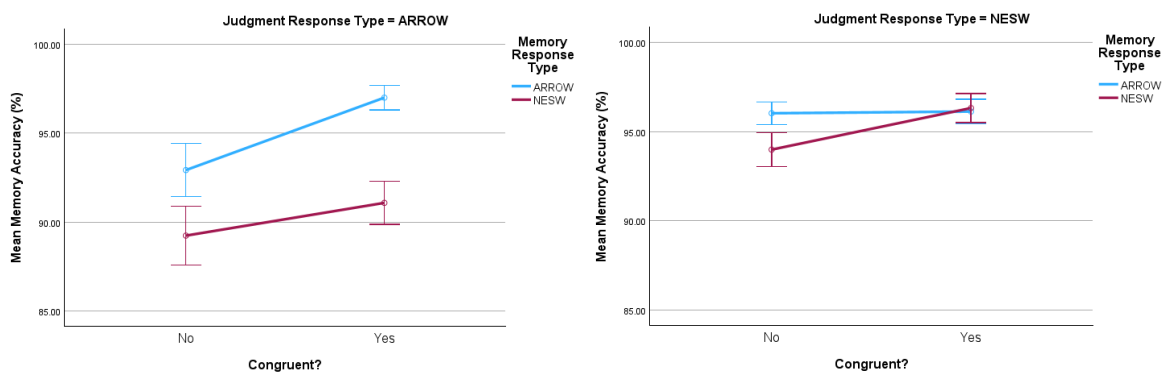 Judgment Response Type = ARROW
Mean Memory Accuracy (%)
100.00
95.00
90.00
85.00
No
Yes
Congruent?
Memory
Response
Type
ARROW
NESW
Judgment Response Type = NESW
Mean Memory Accuracy (%)
100.00
95.00
90.00
85.00
No
Yes
Congruent?
Memory
Response
Type
ARROW
NESW